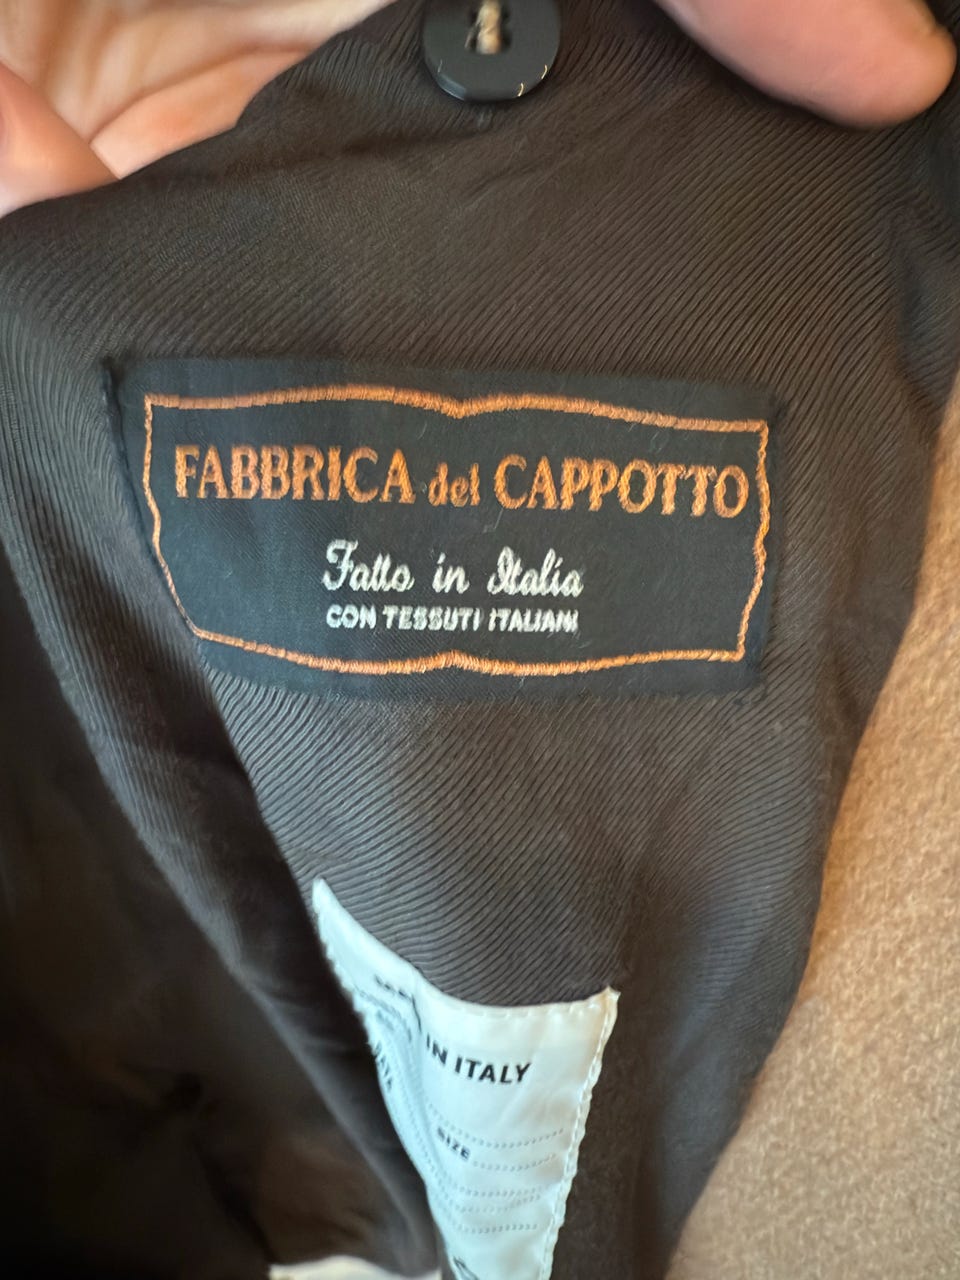 FABBRICA del CAPPOTTO
Fatto in Italia
CON TESSUTI ITALIANI
IN ITALY
SIZE